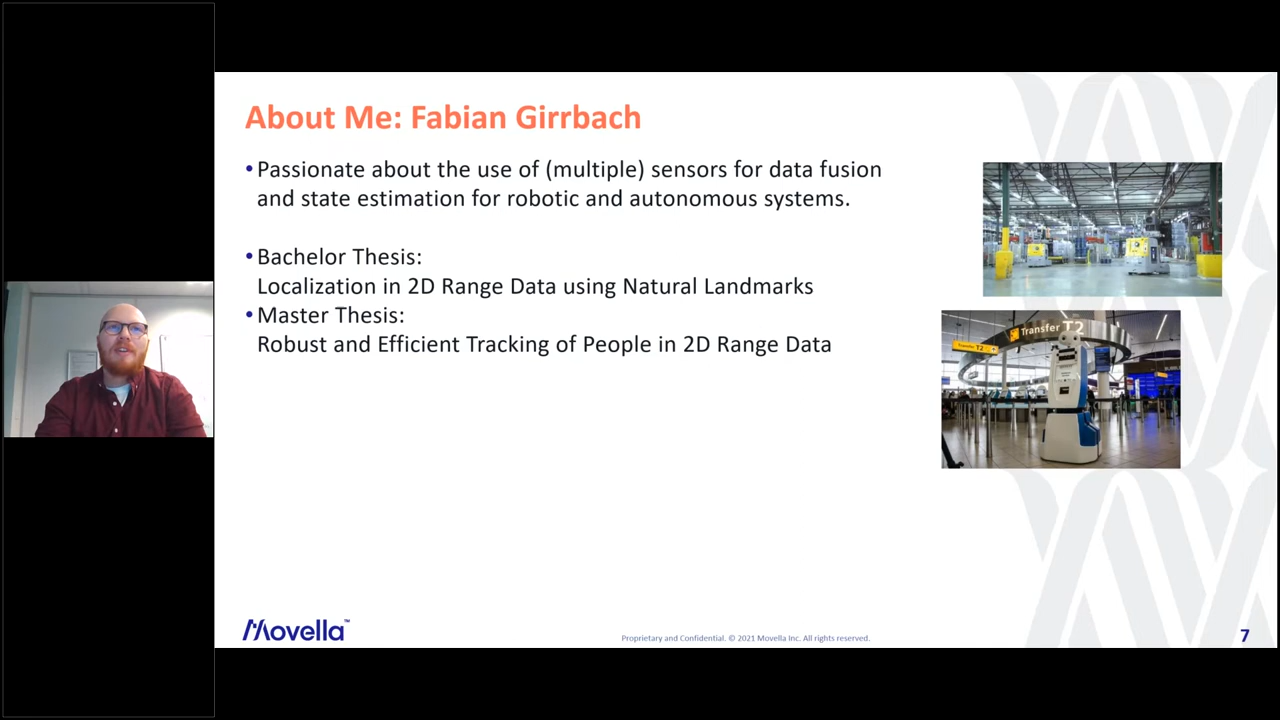 About Me: Fabian Girrbach
•Passionate about the use of (multiple) sensors for data fusion
and state estimation for robotic and autonomous systems.
•Bachelor Thesis:
Localization in 2D Range Data using Natural Landmarks
•Master Thesis:
Robust and Efficient Tracking of People in 2D Range Data
Transfer T2
Transfer T2
Movella™
Proprietary and Confidential. © 2021 Movella Inc. All rights reserved.
7